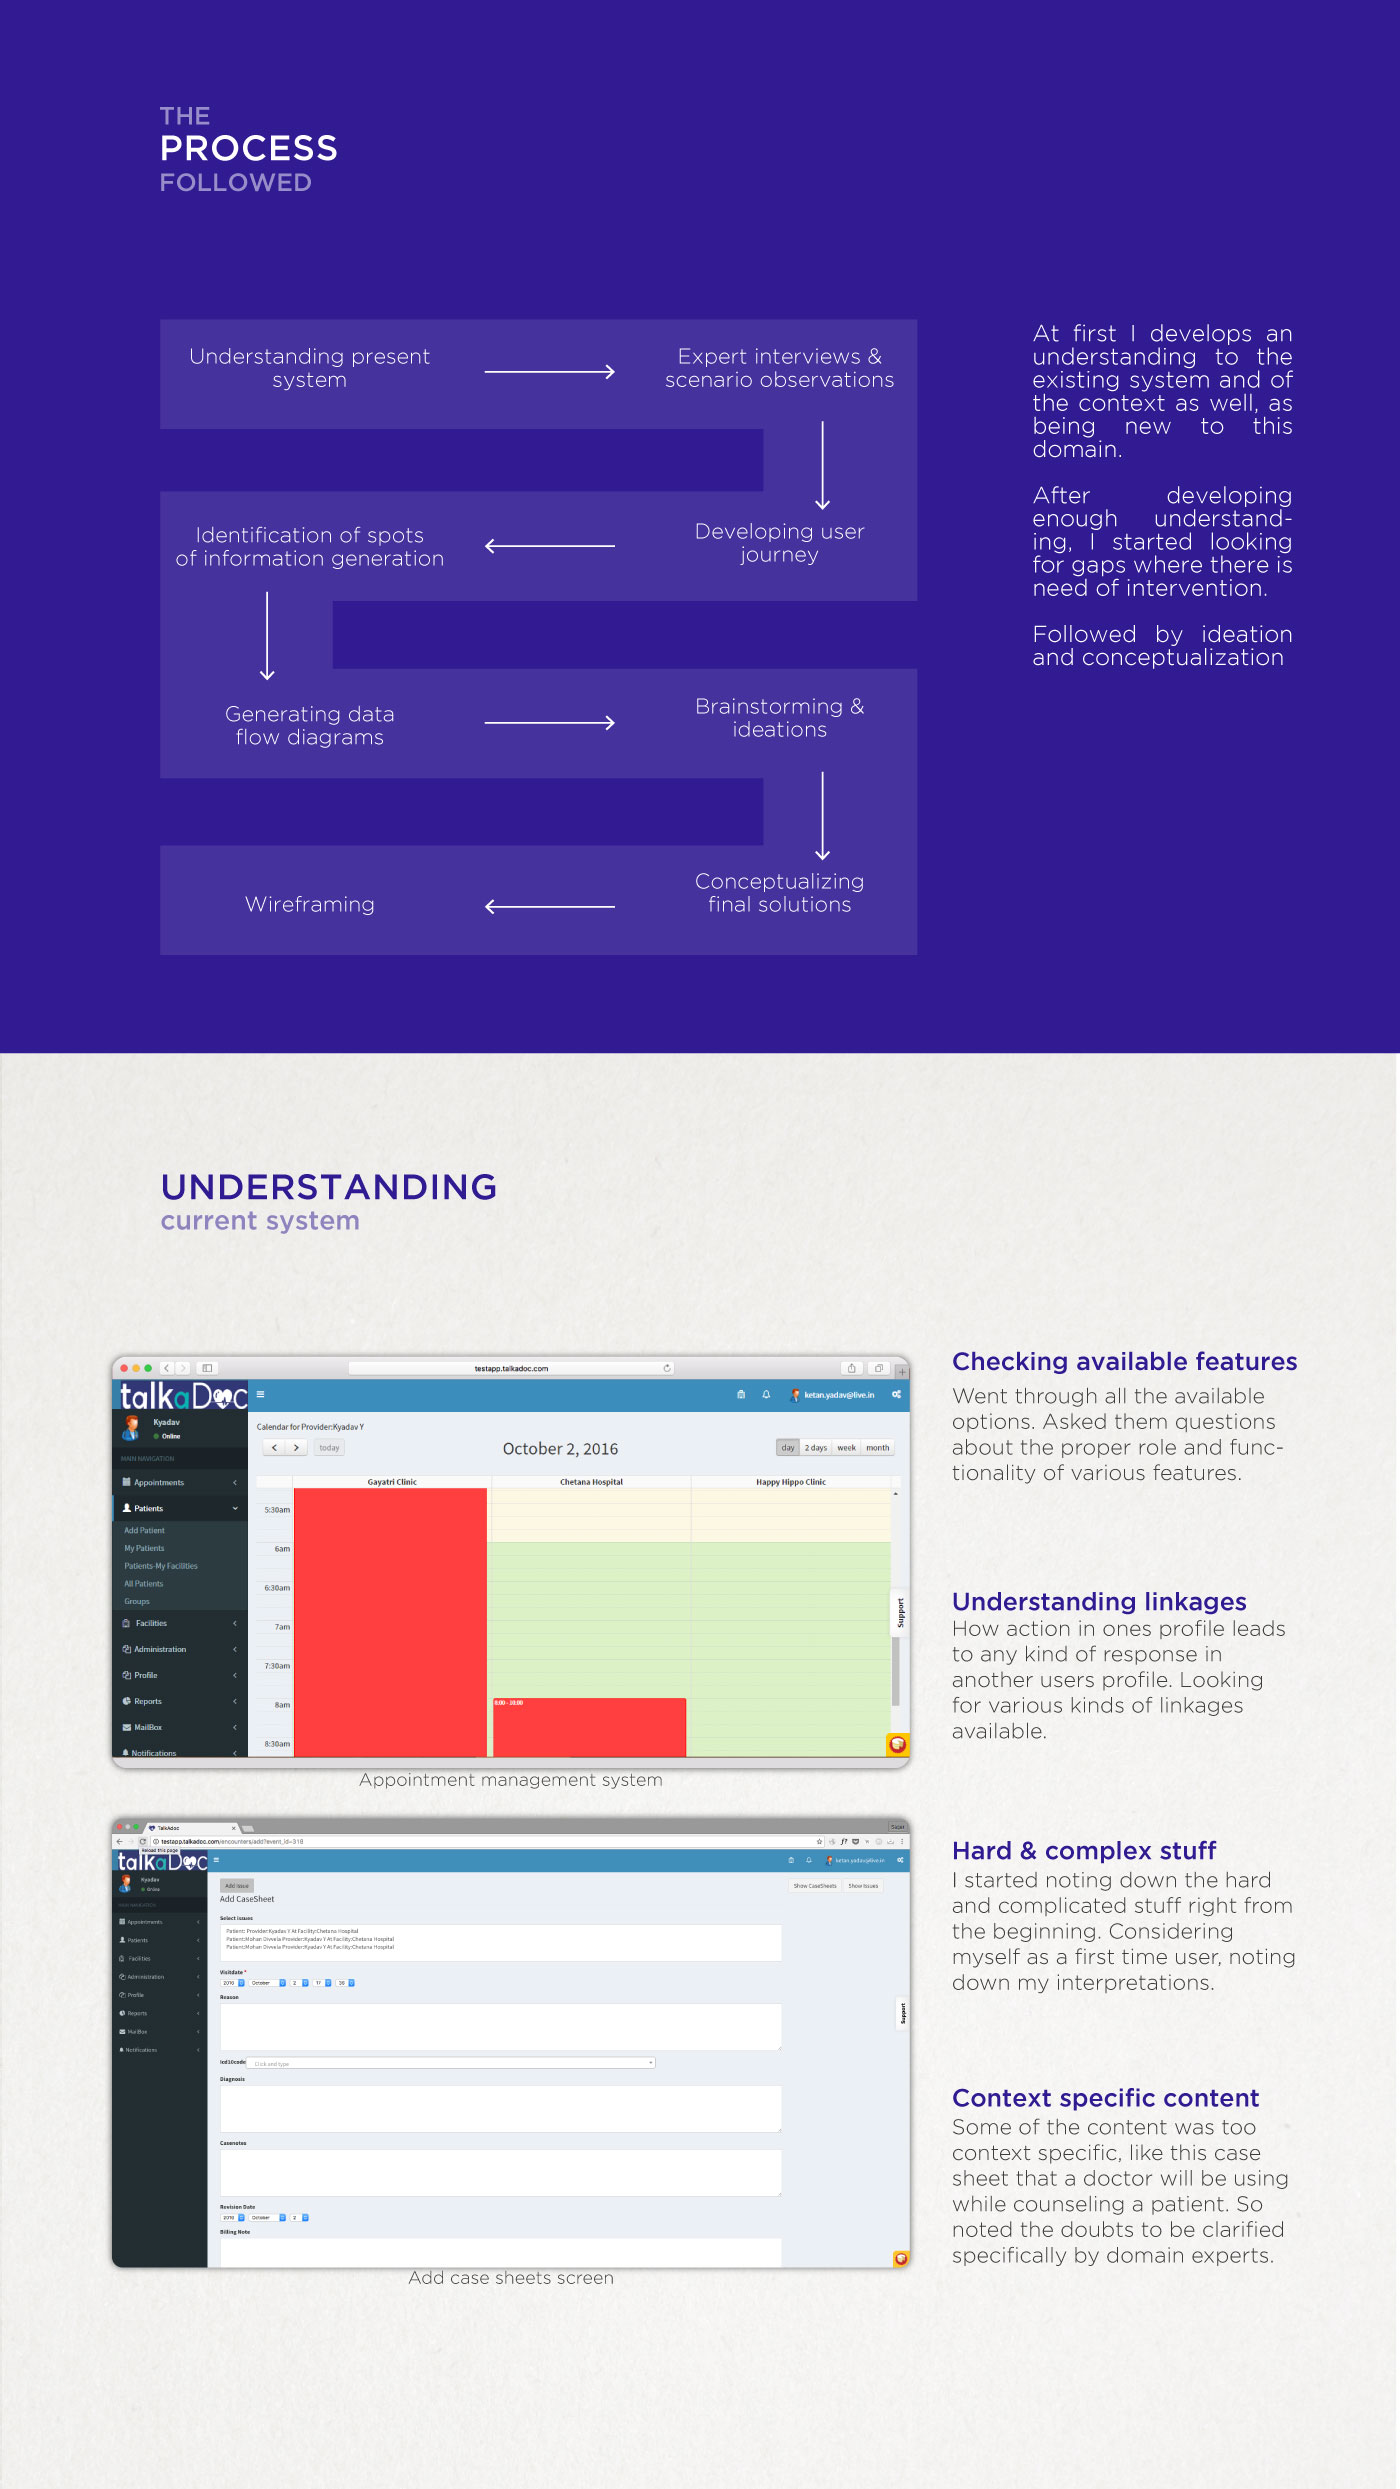 THE
PROCESS
FOLLOWED
Understanding present
system
Expert interviews &
scenario observations
Developing user
journey
Identification of spots
of information generation
Generating data
flow diagrams
Brainstorming &
ideations
Conceptualizing
final solutions
Wireframing
At first I develops an
understanding to the
existing system and of
the context as well, as
being new to this
domain.
After developing
enough understand-
ing, I started looking
for gaps where there is
need of intervention.
Followed by ideation
and conceptualization
UNDERSTANDING
current system
testapp.talkadoc.com
talkaDoc
Kyadav
Online
MAIN NAVIGATION
Appointments
Patients
Add Patient
My Patients
Patients-My Facilities
All Patients
Groups
Facilities
Administration
Profile
Reports
MailBox
Notifications
ketan.yadav@live.in
Calendar for Provider:Kyadav Y
today
October 2, 2016
day 2 days week month
Gayatri Clinic
Chetana Hospital
Happy Hippo Clinic
5:30am
6am
6:30am
7am
7:30am
8am
8:00 - 10:00
8:30am
Support
Appointment management system
Checking available features
Went through all the available
options. Asked them questions
about the proper role and func-
tionality of various features.
Understanding linkages
How action in ones profile leads
to any kind of response in
another users profile. Looking
for various kinds of linkages
available.
TalkAdoc
testapp.talkadoc.com/encounters/add?event_id=318
Reload this page
talkaDoc
Kyadav
Online
MAIN NAVIGATION
Appointments
Patients
Facilities
Administration
Profile
Reports
MailBox
Notifications
ketan.yadav@live.in
Add Issue
Show CaseSheets
Show Issues
Add CaseSheet
Select Issues
Patient: Provider:Kyadav Y At Facility:Chetana Hospital
Patient:Mohan Divvela Provider:Kyadav Y At Facility:Chetana Hospital
Patient:Mohan Divvela Provider:Kyadav Y At Facility:Chetana Hospital
Visitdate *
2016 October 2 17 38
Reason
Icd10code
Click and type
Diagnosis
Casenotes
Revision Date
2016 October 2
Billing Note
Support
Add case sheets screen
Hard & complex stuff
I started noting down the hard
and complicated stuff right from
the beginning. Considering
myself as a first time user, noting
down my interpretations.
Context specific content
Some of the content was too
context specific, like this case
sheet that a doctor will be using
while counseling a patient. So
noted the doubts to be clarified
specifically by domain experts.